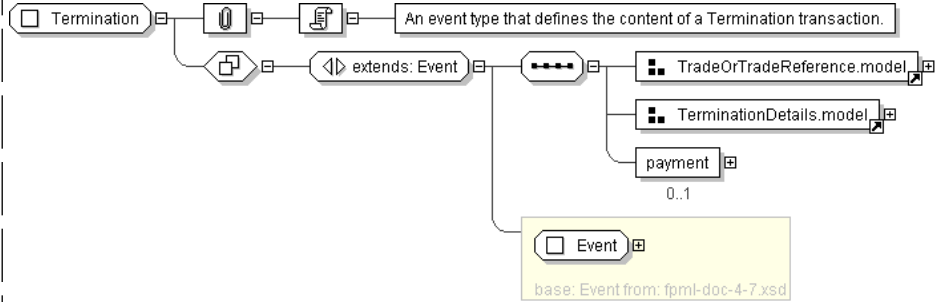 Termination
An event type that defines the content of a Termination transaction.
extends: Event
TradeOrTradeReference.model
TerminationDetails.model
payment
0..1
Event
base: Event from: fpml-doc-4-7.xsd